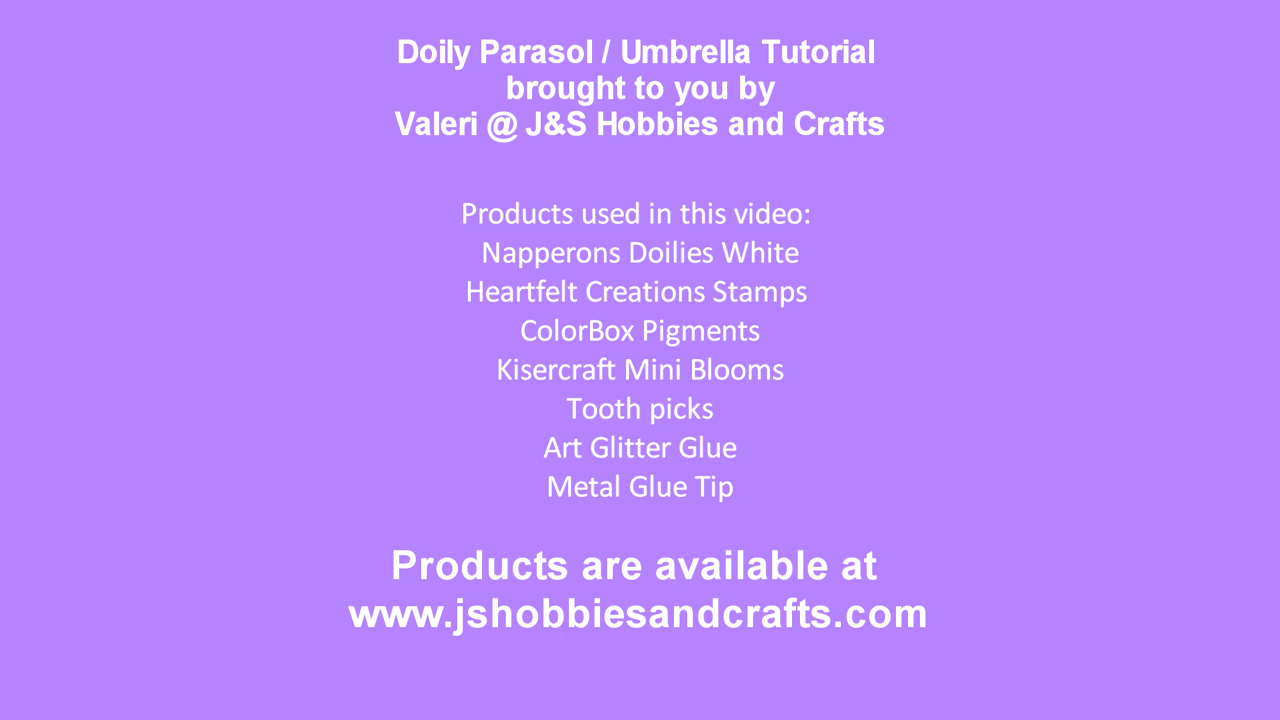 Doily Parasol / Umbrella Tutorial
brought to you by
Valeri @ J&S Hobbies and Crafts
Products used in this video:
Napperons Doilies White
Heartfelt Creations Stamps
ColorBox Pigments
Kisercraft Mini Blooms
Tooth picks
Art Glitter Glue
Metal Glue Tip
Products are available at
www.jshobbiesandcrafts.com